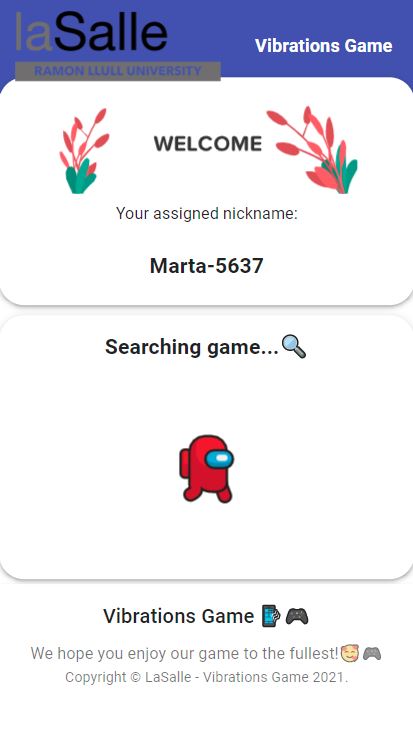 laSalle
RAMON LLULL UNIVERSITY
Vibrations Game
WELCOME
Your assigned nickname:
Marta-5637
Searching game...🔍
Vibrations Game 📲🎮
We hope you enjoy our game to the fullest!🥰🎮
Copyright © LaSalle - Vibrations Game 2021.